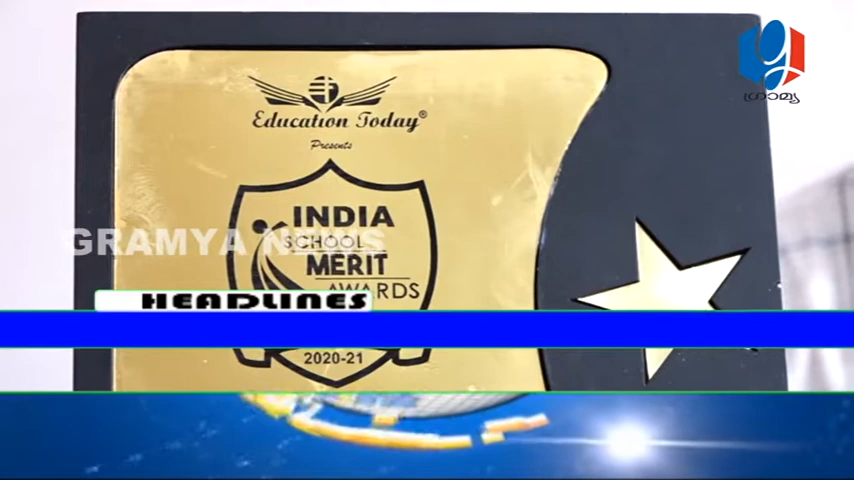 ഗ്രാമ്യ
Education Today®
Presents
INDIA
SCHOOL
MERIT
AWARDS
GRAMYA NEWS
HEADLINES
2020-21